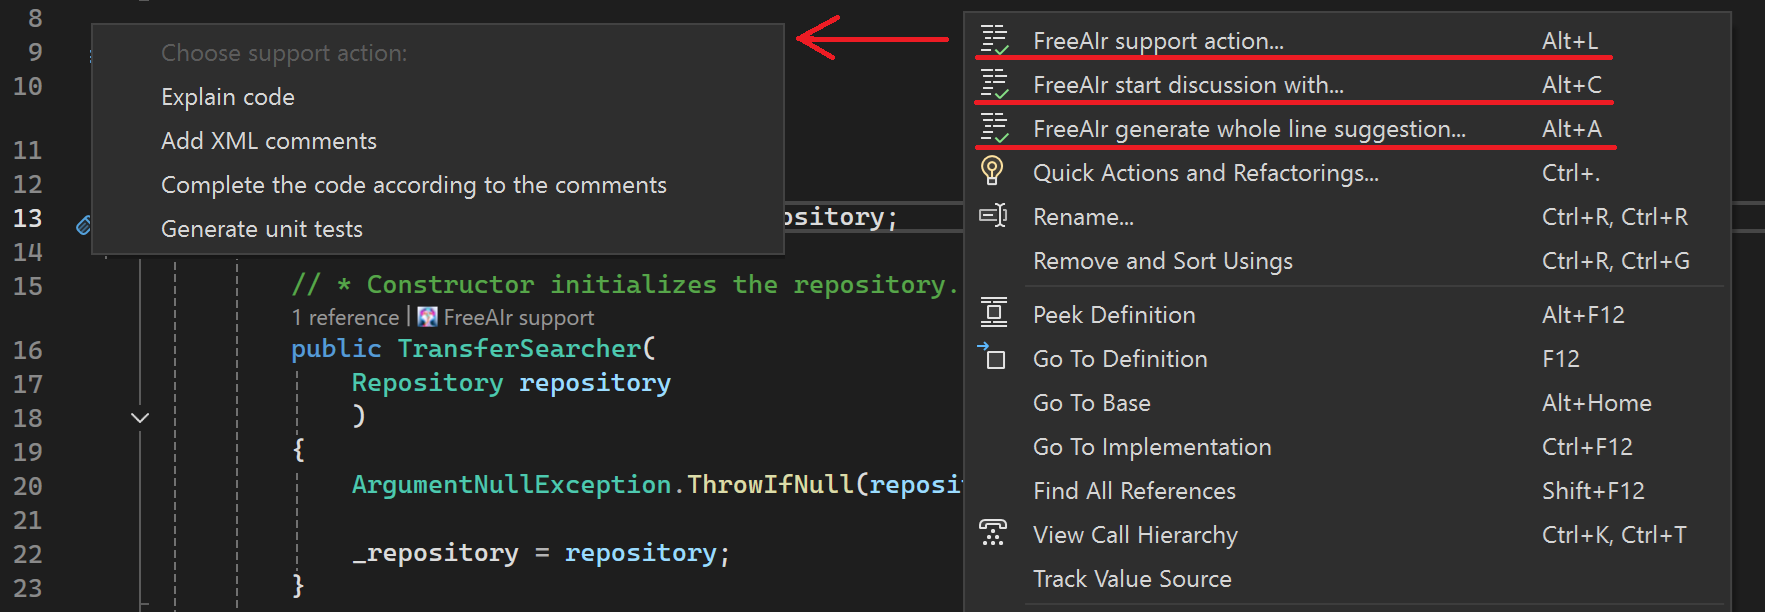 8
9
10
11
12
13
14
15
16
17
18
19
20
21
22
23
Choose support action:
Explain code
Add XML comments
Complete the code according to the comments
Generate unit tests
ository;
// * Constructor initializes the repository.
1 reference | FreeAIr support
public TransferSearcher(
Repository repository
)
{
ArgumentNullException.ThrowIfNull(reposi
_repository = repository;
}
FreeAIr support action... Alt+L
FreeAIr start discussion with... Alt+C
FreeAIr generate whole line suggestion... Alt+A
Quick Actions and Refactorings... Ctrl+.
Rename... Ctrl+R, Ctrl+R
Remove and Sort Usings Ctrl+R, Ctrl+G
Peek Definition Alt+F12
Go To Definition F12
Go To Base Alt+Home
Go To Implementation Ctrl+F12
Find All References Shift+F12
View Call Hierarchy Ctrl+K, Ctrl+T
Track Value Source